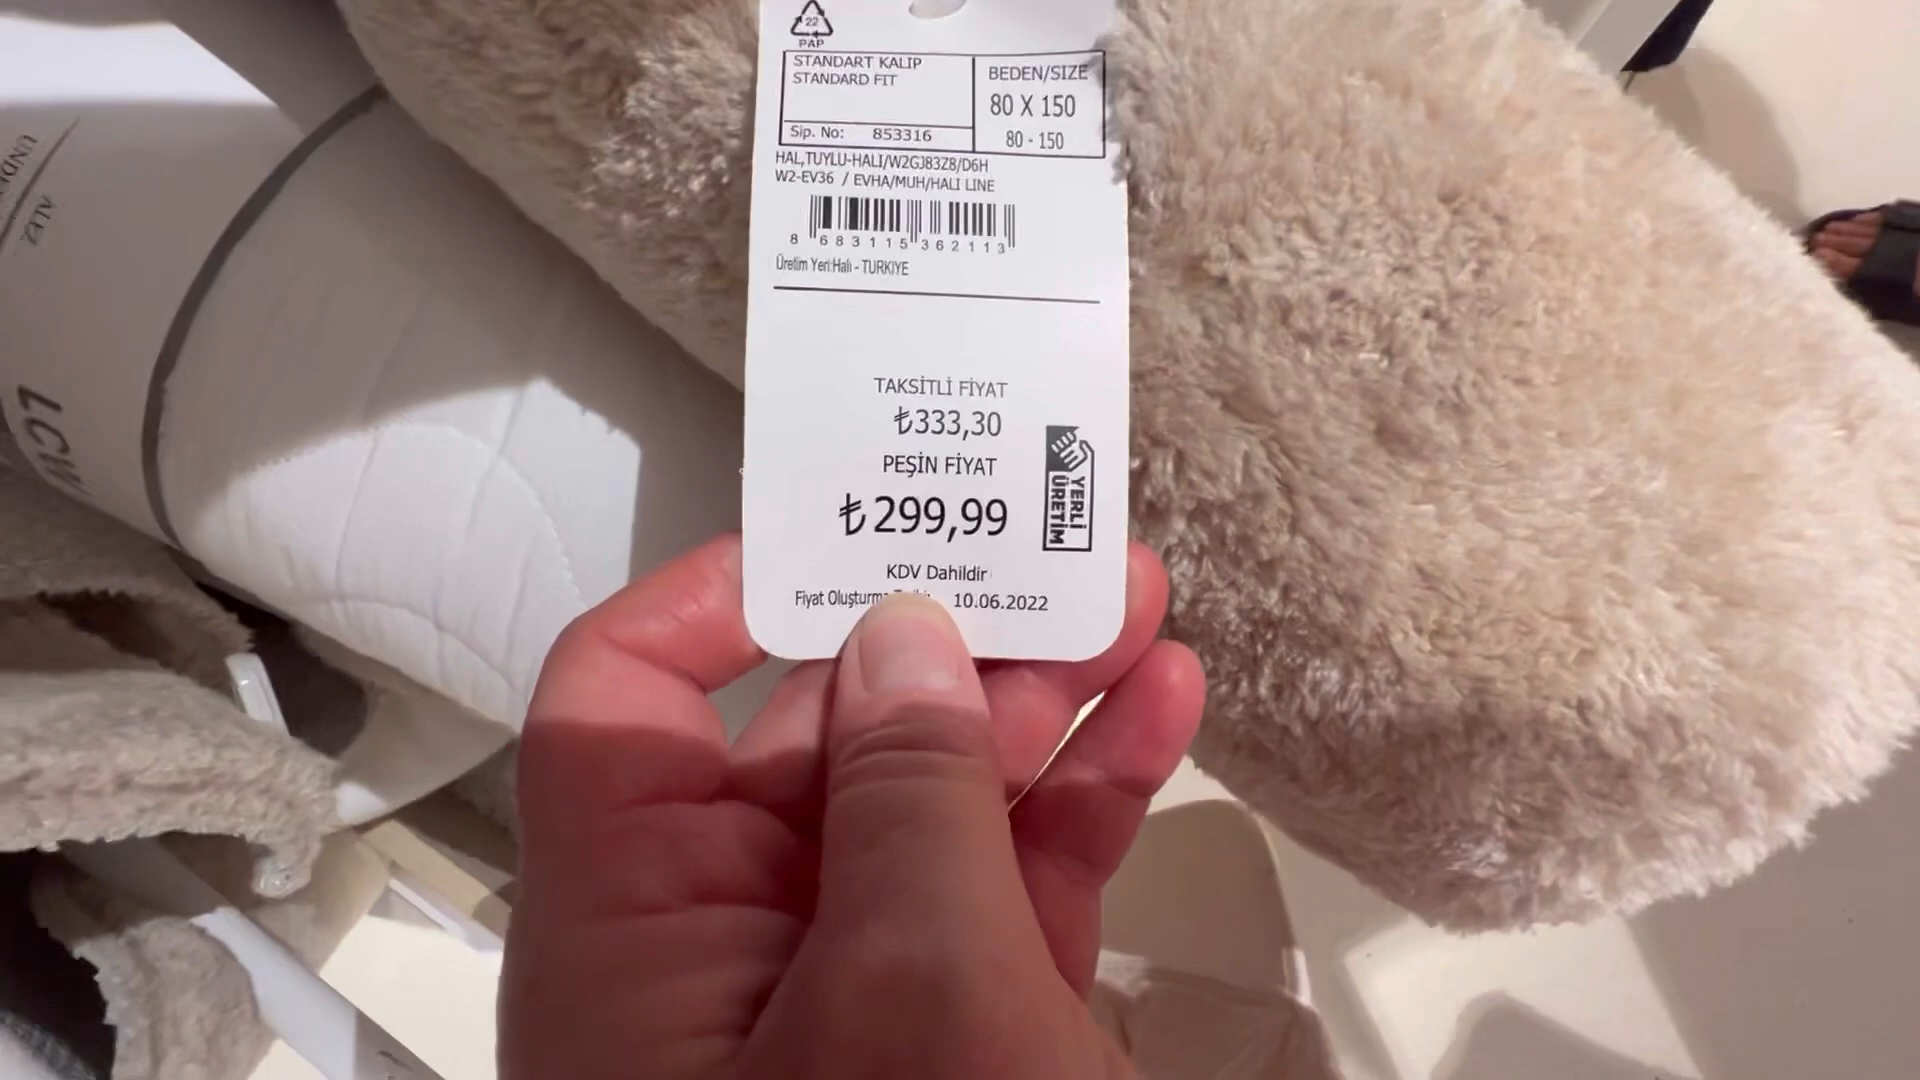 22
PAP
STANDART KALIP
STANDARD FIT
BEDEN/SIZE
80 X 150
80 - 150
Sip. No: 853316
HAL,TUYLU-HALI/W2GJ83Z8/D6H
W2-EV36 / EVHA/MUH/HALI LINE
8 683115 362113
Üretim Yeri:Halı - TURKIYE
TAKSİTLİ FİYAT
₺333,30
PEŞİN FİYAT
₺299,99
YERLİ
ÜRETİM
KDV Dahildir
Fiyat Oluşturma 10.06.2022
ALEZ
LCW